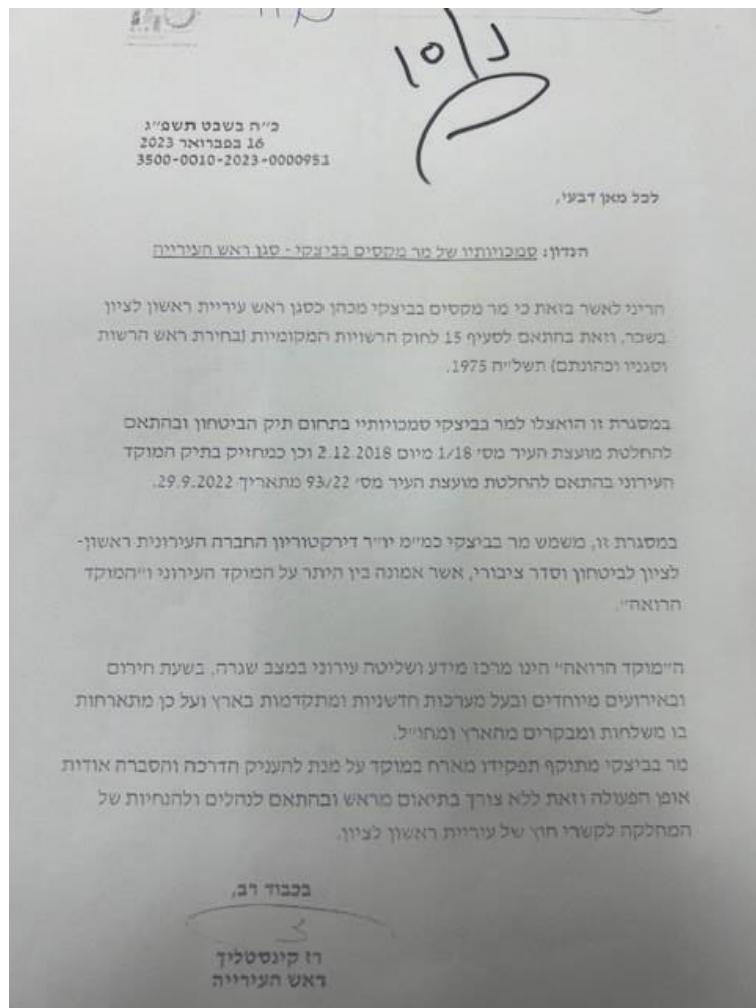 נ/סו
כ״ה בשבט תשפ״ג
16 בפברואר 2023
3500-0010-2023-0000951
לכל מאן דבעי,
הנדון: סמכויותיו של מר מקסים בביצקי - סגן ראש העירייה
הריני לאשר בזאת כי מר מקסים בביצקי מכהן כסגן ראש עיריית ראשון לציון
בשכר, וזאת בהתאם לסעיף 15 לחוק הרשויות המקומיות (בחירת ראש הרשות
וסגניו וכהונתם) תשל״ה 1975.
במסגרת זו הואצלו למר בביצקי סמכויותיי בתחום תיק הביטחון ובהתאם
להחלטת מועצת העיר מס׳ 1/18 מיום 2.12.2018 וכן כמחזיק בתיק המוקד
העירוני בהתאם להחלטת מועצת העיר מס׳ 93/22 מתאריך 29.9.2022.
במסגרת זו, משמש מר בביצקי כמ״מ יו״ר דירקטוריון החברה העירונית ראשון-
לציון לביטחון וסדר ציבורי, אשר אמונה בין היתר על המוקד העירוני ו״המוקד
הרואה״.
ה״מוקד הרואה״ הינו מרכז מידע ושליטה עירוני במצב שגרה, בשעת חירום
ובאירועים מיוחדים ובעל מערכות חדשניות ומתקדמות בארץ ועל כן מתארחות
בו משלחות ומבקרים מהארץ ומחו״ל.
מר בביצקי מתוקף תפקידו מארח במוקד על מנת להעניק הדרכה והסברה אודות
אופן הפעולה וזאת ללא צורך בתיאום מראש ובהתאם לנהלים ולהנחיות של
המחלקה לקשרי חוץ של עיריית ראשון לציון.
בכבוד רב,
רז קינסטליך
ראש העירייה